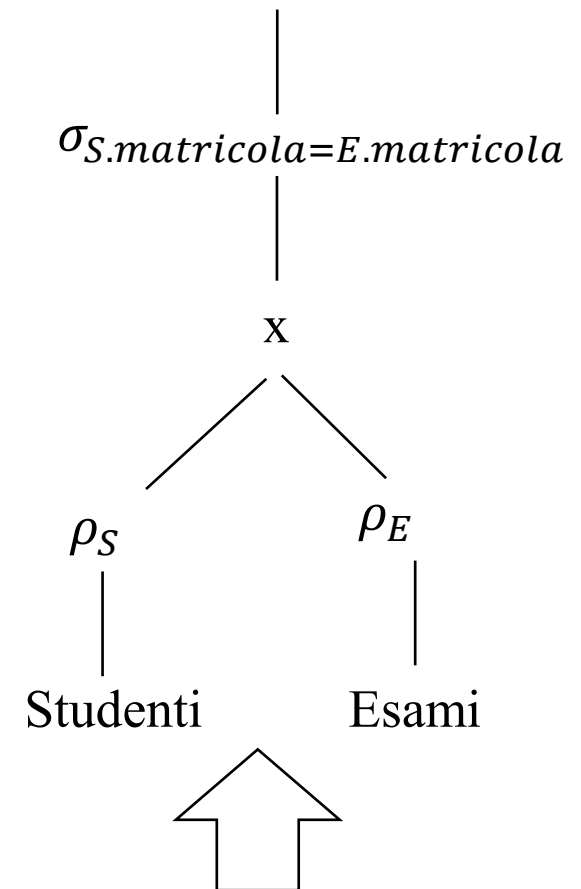 σS.matricola=E.matricola
x
ρS ρE
Studenti Esami